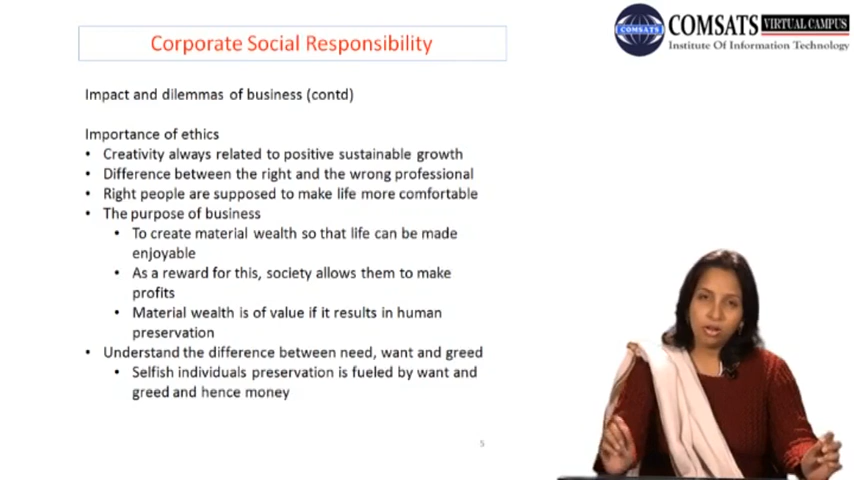 Corporate Social Responsibility
COMSATS
COMSATS VIRTUAL CAMPUS
Institute Of Information Technology
Impact and dilemmas of business (contd)
Importance of ethics
• Creativity always related to positive sustainable growth
• Difference between the right and the wrong professional
• Right people are supposed to make life more comfortable
• The purpose of business
• To create material wealth so that life can be made
enjoyable
• As a reward for this, society allows them to make
profits
• Material wealth is of value if it results in human
preservation
• Understand the difference between need, want and greed
• Selfish individuals preservation is fueled by want and
greed and hence money
5